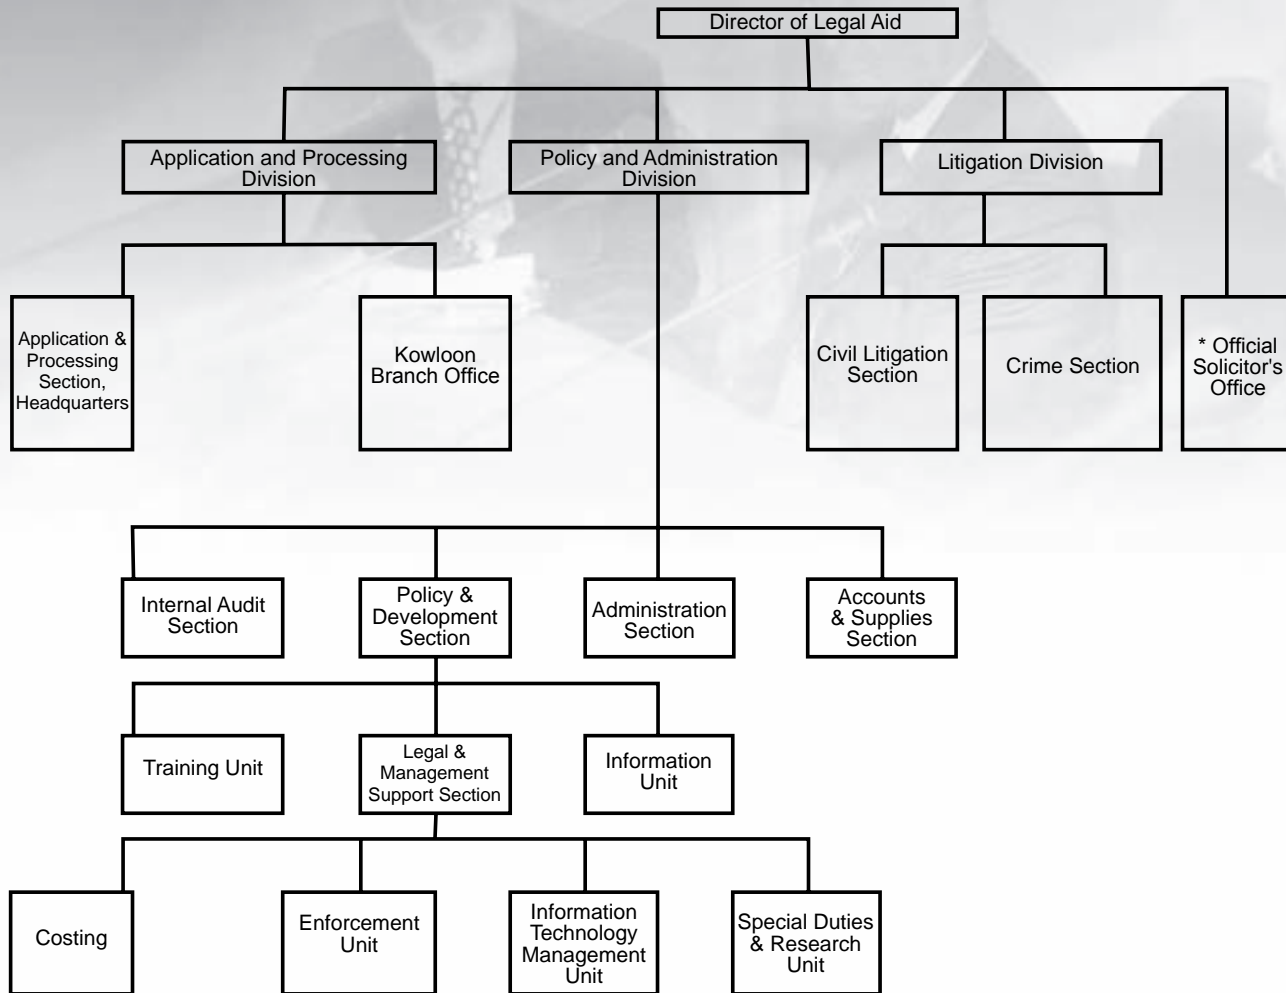 Director of Legal Aid
Application and Processing
Division
Policy and Administration
Division
Litigation Division
Application &
Processing
Section,
Headquarters
Kowloon
Branch Office
Civil Litigation
Section
Crime Section
* Official
Solicitor's
Office
Internal Audit
Section
Policy &
Development
Section
Administration
Section
Accounts
& Supplies
Section
Training Unit
Legal &
Management
Support Section
Information
Unit
Costing
Enforcement
Unit
Information
Technology
Management
Unit
Special Duties
& Research
Unit